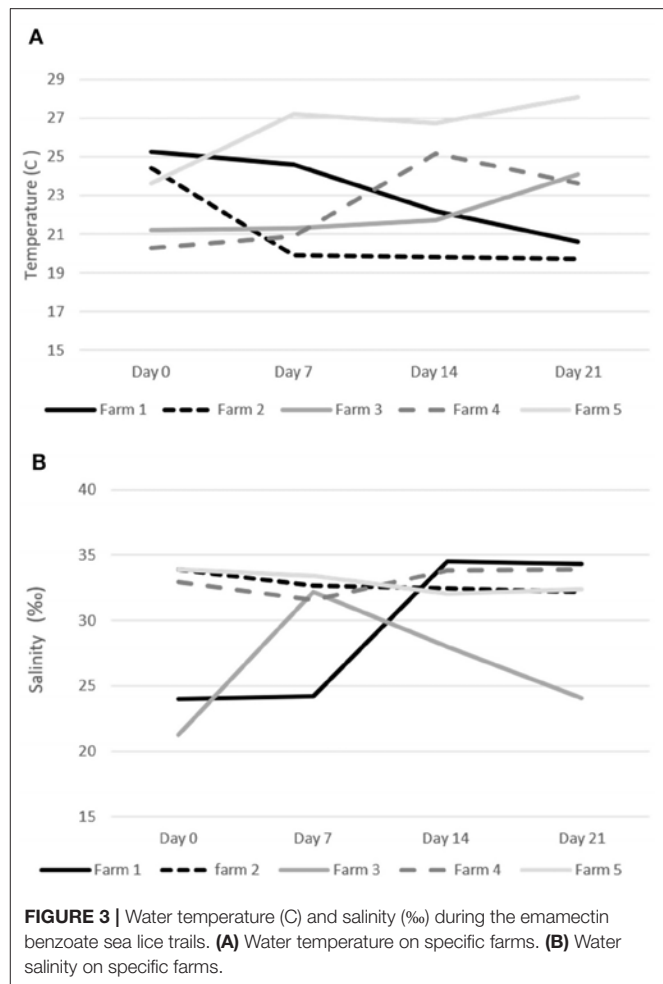 A
29
27
25
23
21
19
17
15
Temperature (C)
Day 0 Day 7 Day 14 Day 21
Farm 1 Farm 2 Farm 3 Farm 4 Farm 5
B
40
35
30
25
20
15
Salinity (‰)
Day 0 Day 7 Day 14 Day 21
Farm 1 farm 2 Farm 3 Farm 4 Farm 5
FIGURE 3 | Water temperature (C) and salinity (‰) during the emamectin
benzoate sea lice trails. (A) Water temperature on specific farms. (B) Water
salinity on specific farms.